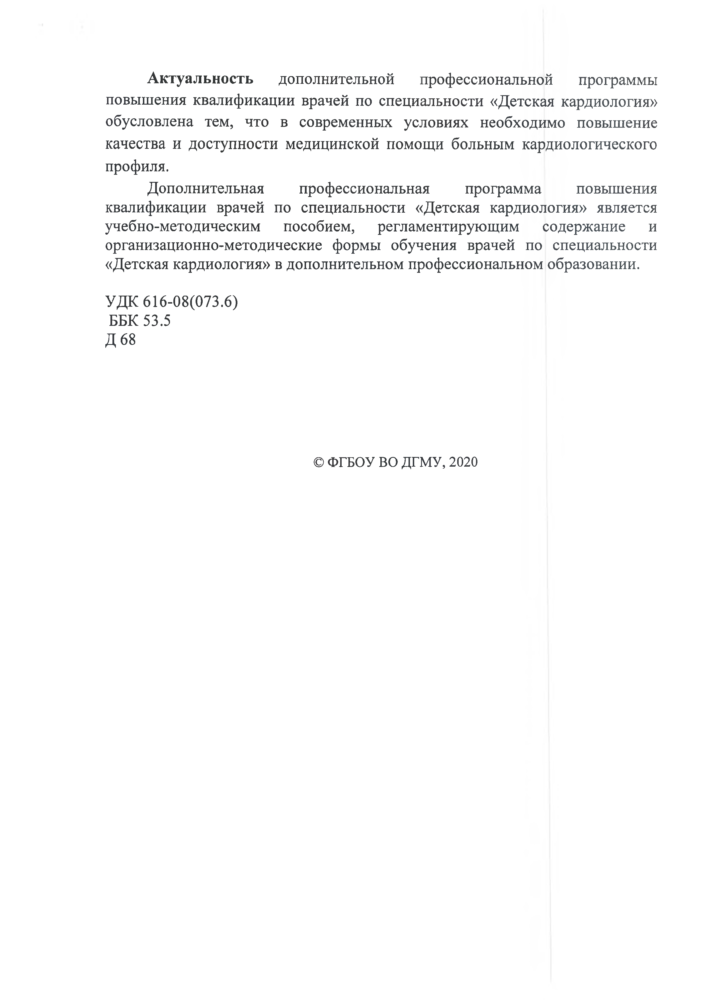 Актуальность дополнительной профессиональной программы
повышения квалификации врачей по специальности «Детская кардиология»
обусловлена тем, что в современных условиях необходимо повышение
качества и доступности медицинской помощи больным кардиологического
профиля.
Дополнительная профессиональная программа повышения
квалификации врачей по специальности «Детская кардиология» является
учебно-методическим пособием, регламентирующим содержание и
организационно-методические формы обучения врачей по специальности
«Детская кардиология» в дополнительном профессиональном образовании.
УДК 616-08(073.6)
ББК 53.5
Д 68
© ФГБОУ ВО ДГМУ, 2020